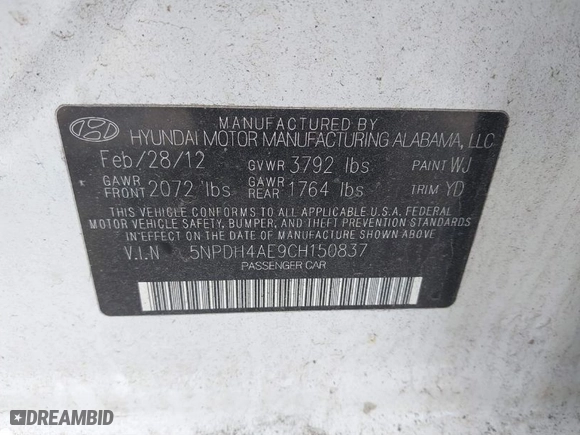 MANUFACTURED BY
HYUNDAI MOTOR MANUFACTURING ALABAMA, LLC
Feb/28/12 GVWR 3792 lbs PAINT WJ
GAWR FRONT 2072 lbs GAWR REAR 1764 lbs TRIM YD
THIS VEHICLE CONFORMS TO ALL APPLICABLE U.S.A. FEDERAL
MOTOR VEHICLE SAFETY, BUMPER, AND THEFT PREVENTION STANDARDS
IN EFFECT ON THE DATE OF MANUFACTURE SHOWN ABOVE.
V.I.N 5NPDH4AE9CH150837
PASSENGER CAR
DREAMBID